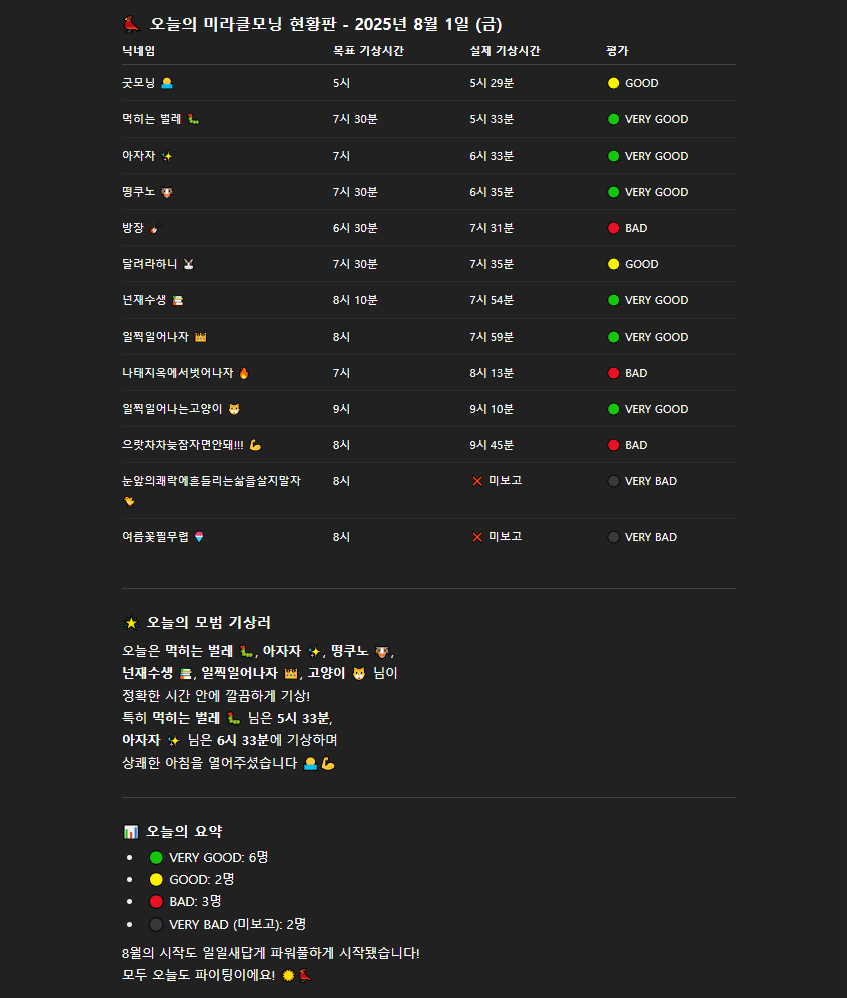 🐦 오늘의 미라클모닝 현황판 - 2025년 8월 1일 (금)
닉네임 목표 기상시간 실제 기상시간 평가
굿모닝 🙂 5시 5시 29분 🟡 GOOD
먹히는 벌레 🐛 7시 30분 5시 33분 🟢 VERY GOOD
아자자 ✨ 7시 6시 33분 🟢 VERY GOOD
떵쿠노 🐮 7시 30분 6시 35분 🟢 VERY GOOD
방장 🎸 6시 30분 7시 31분 🔴 BAD
달려라하니 🐰 7시 30분 7시 35분 🟡 GOOD
넌재수생 📚 8시 10분 7시 54분 🟢 VERY GOOD
일찍일어나자 👑 8시 7시 59분 🟢 VERY GOOD
나태지옥에서벗어나자 🔥 7시 8시 13분 🔴 BAD
일찍일어나는고양이 🐱 9시 9시 10분 🟢 VERY GOOD
으랏차차늦잠자면안돼!!! 💪 8시 9시 45분 🔴 BAD
눈앞의쾌락에흔들리는삶을살지말자 8시 ❌ 미보고 ⚫ VERY BAD
🐤
여름꽃필무렵 🍧 8시 ❌ 미보고 ⚫ VERY BAD
🌟 오늘의 모범 기상러
오늘은 먹히는 벌레 🐛, 아자자 ✨, 떵쿠노 🐮,
넌재수생 📚, 일찍일어나자 👑, 고양이 🐱 님이
정확한 시간 안에 깔끔하게 기상!
특히 먹히는 벌레 🐛 님은 5시 33분,
아자자 ✨ 님은 6시 33분에 기상하며
상쾌한 아침을 열어주셨습니다 🙂💪
📊 오늘의 요약
• 🟢 VERY GOOD: 6명
• 🟡 GOOD: 2명
• 🔴 BAD: 3명
• ⚫ VERY BAD (미보고): 2명
8월의 시작도 일일새답게 파워풀하게 시작됐습니다!
모두 오늘도 파이팅이에요! ☀️🐦